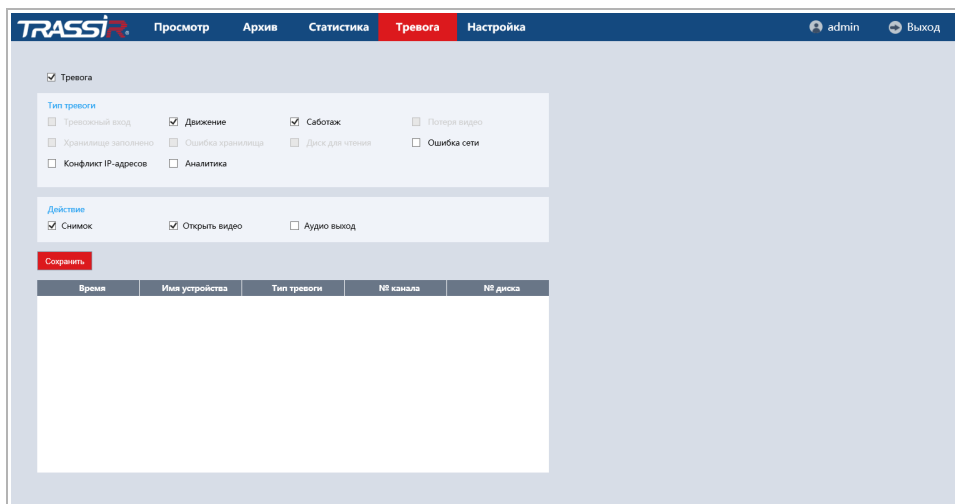 TRASSIR Просмотр Архив Статистика Тревога Настройка admin Выход
Тревога
Тип тревоги
Тревожный вход Движение Саботаж Потеря видео
Хранилище заполнено Ошибка хранилища Диск для чтения Ошибка сети
Конфликт IP-адресов Аналитика
Действие
Снимок Открыть видео Аудио выход
Сохранить
Время Имя устройства Тип тревоги № канала № диска